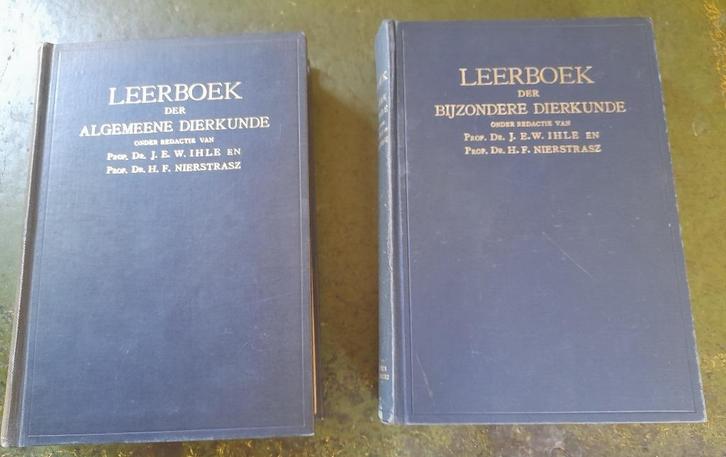 LEERBOEK
DER
ALGEMEENE DIERKUNDE
ONDER REDACTIE VAN
PROF. DR. J. E. W. IHLE EN
PROF. DR. H. F. NIERSTRASZ
LEERBOEK
DER
BIJZONDERE DIERKUNDE
ONDER REDACTIE VAN
PROF. DR. J. E. W. IHLE EN
PROF. DR. H. F. NIERSTRASZ